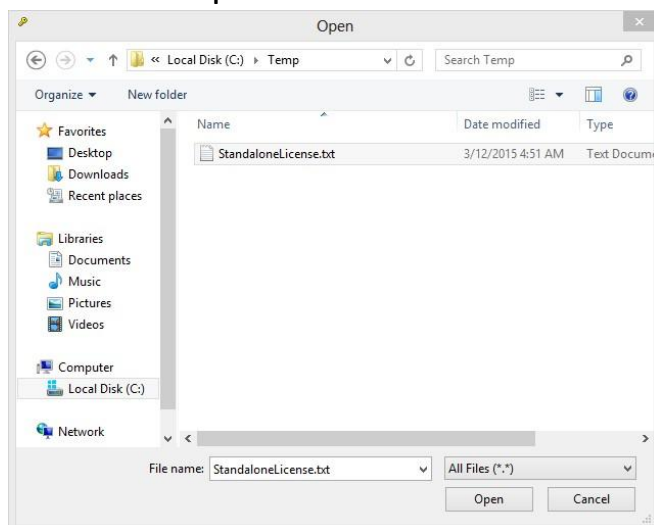 Open
« Local Disk (C:) ▸ Temp
Search Temp
Organize
New folder
Name
Date modified
Type
Favorites
Desktop
Downloads
Recent places
Libraries
Documents
Music
Pictures
Videos
Computer
Local Disk (C:)
Network
StandaloneLicense.txt
3/12/2015 4:51 AM
Text Docum
File name:
StandaloneLicense.txt
All Files (*.*)
Open
Cancel